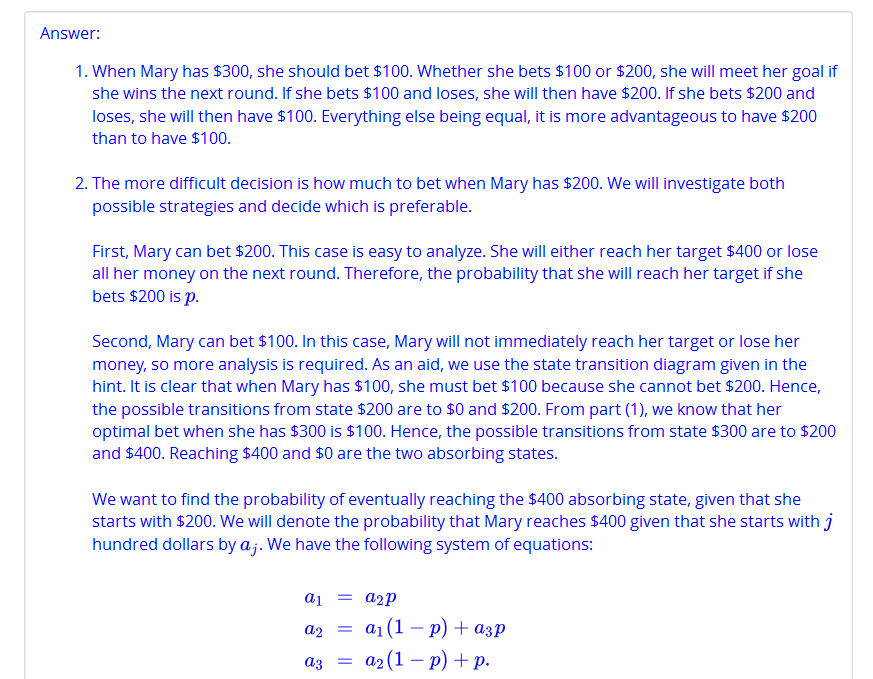 Answer:
1. When Mary has $300, she should bet $100. Whether she bets $100 or $200, she will meet her goal if
she wins the next round. If she bets $100 and loses, she will then have $200. If she bets $200 and
loses, she will then have $100. Everything else being equal, it is more advantageous to have $200
than to have $100.
2. The more difficult decision is how much to bet when Mary has $200. We will investigate both
possible strategies and decide which is preferable.
First, Mary can bet $200. This case is easy to analyze. She will either reach her target $400 or lose
all her money on the next round. Therefore, the probability that she will reach her target if she
bets $200 is p.
Second, Mary can bet $100. In this case, Mary will not immediately reach her target or lose her
money, so more analysis is required. As an aid, we use the state transition diagram given in the
hint. It is clear that when Mary has $100, she must bet $100 because she cannot bet $200. Hence,
the possible transitions from state $200 are to $0 and $200. From part (1), we know that her
optimal bet when she has $300 is $100. Hence, the possible transitions from state $300 are to $200
and $400. Reaching $400 and $0 are the two absorbing states.
We want to find the probability of eventually reaching the $400 absorbing state, given that she
starts with $200. We will denote the probability that Mary reaches $400 given that she starts with j
hundred dollars by a_j. We have the following system of equations:
a₁ = a₂p
a₂ = a₁(1 − p) + a₃p
a₃ = a₂(1 − p) + p.